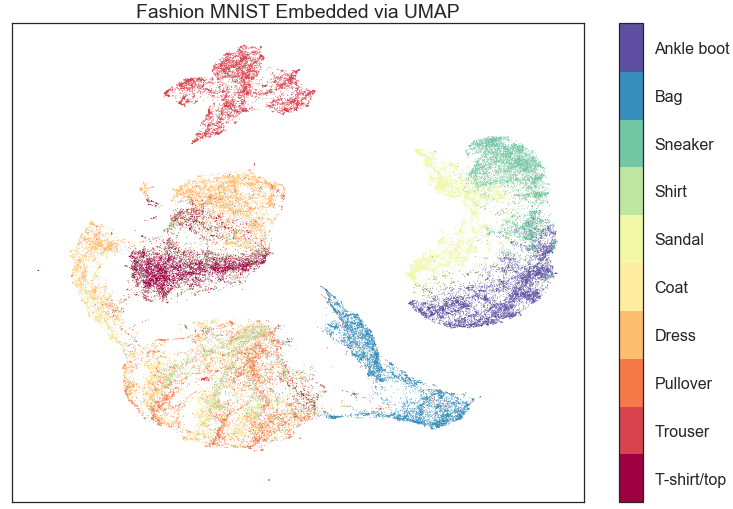 Fashion MNIST Embedded via UMAP
Ankle boot
Bag
Sneaker
Shirt
Sandal
Coat
Dress
Pullover
Trouser
T-shirt/top